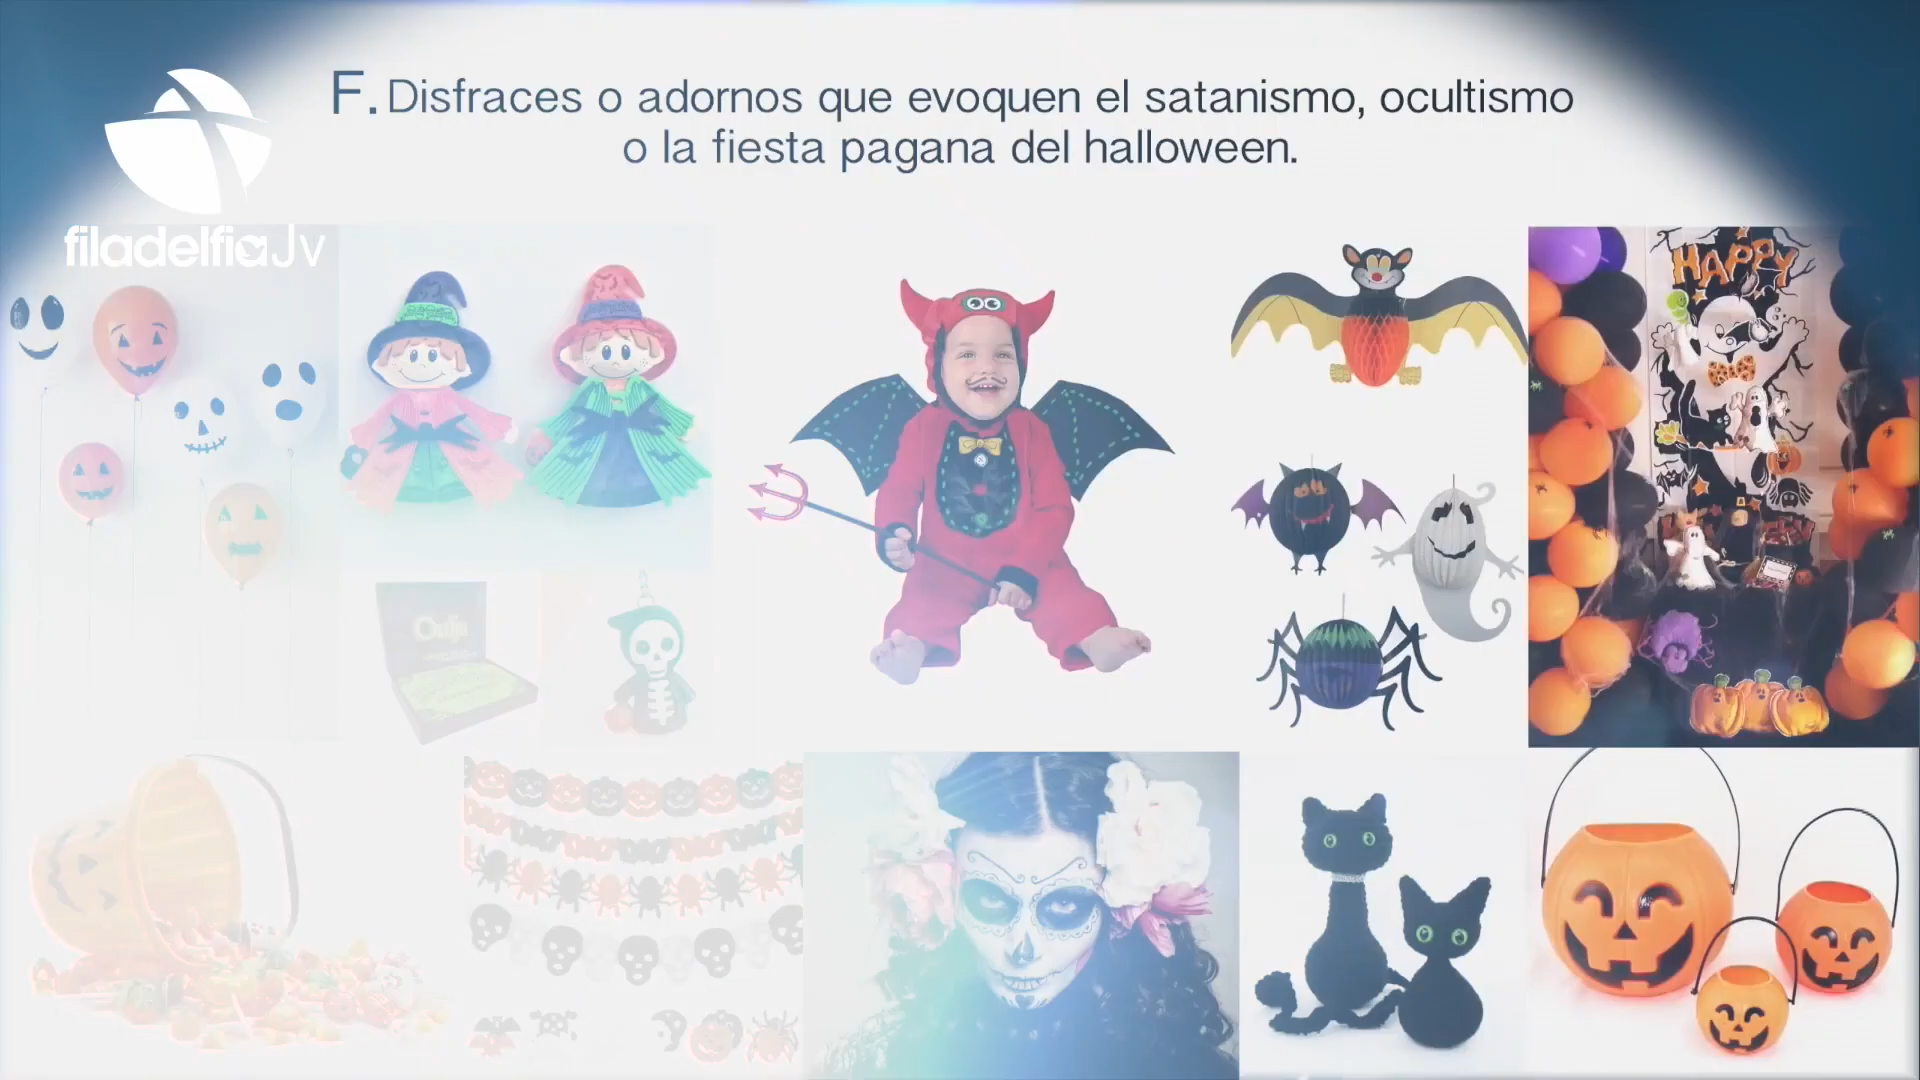 F. Disfraces o adornos que evoquen el satanismo, ocultismo
o la fiesta pagana del halloween.
filadelfiaJv
HAPPY
Ouija